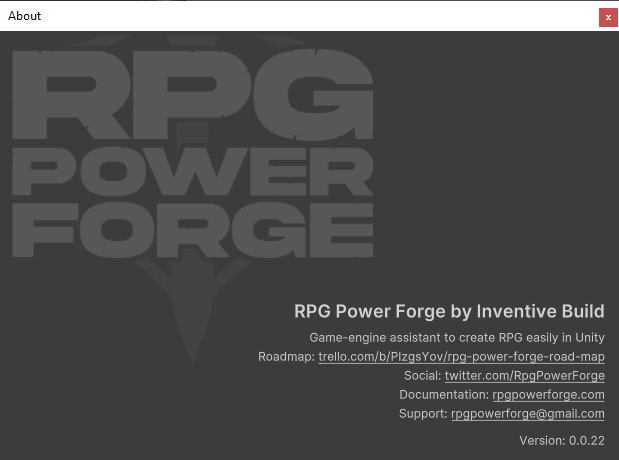 About
x
RPG
POWER
FORGE
RPG Power Forge by Inventive Build
Game-engine assistant to create RPG easily in Unity
Roadmap: trello.com/b/PlzgsYov/rpg-power-forge-road-map
Social: twitter.com/RpgPowerForge
Documentation: rpgpowerforge.com
Support: rpgpowerforge@gmail.com
Version: 0.0.22